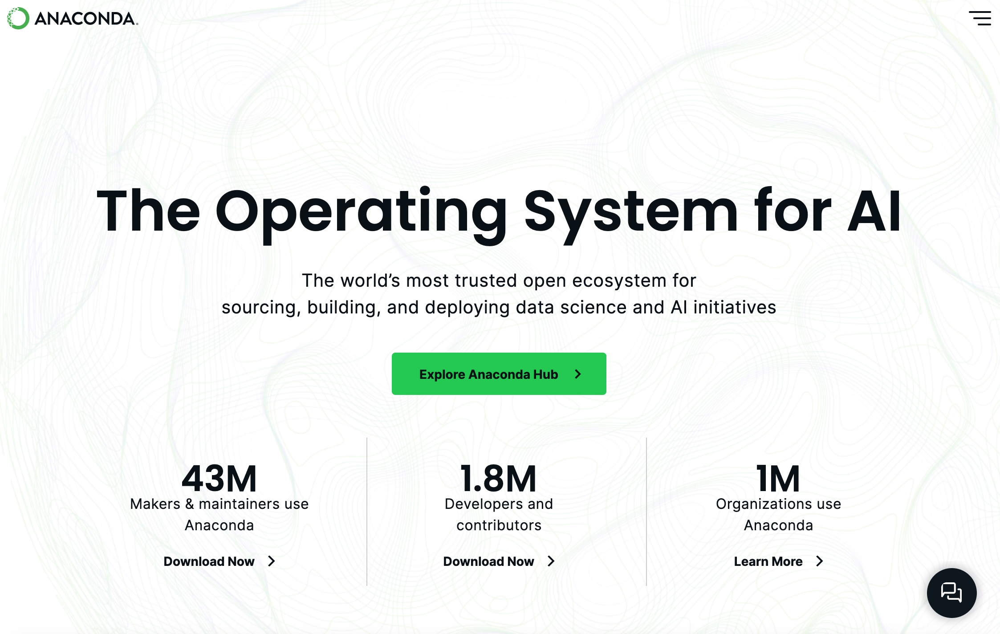 ANACONDA®
The Operating System for AI
The world’s most trusted open ecosystem for
sourcing, building, and deploying data science and AI initiatives
Explore Anaconda Hub
43M
Makers & maintainers use
Anaconda
Download Now
1.8M
Developers and
contributors
Download Now
1M
Organizations use
Anaconda
Learn More